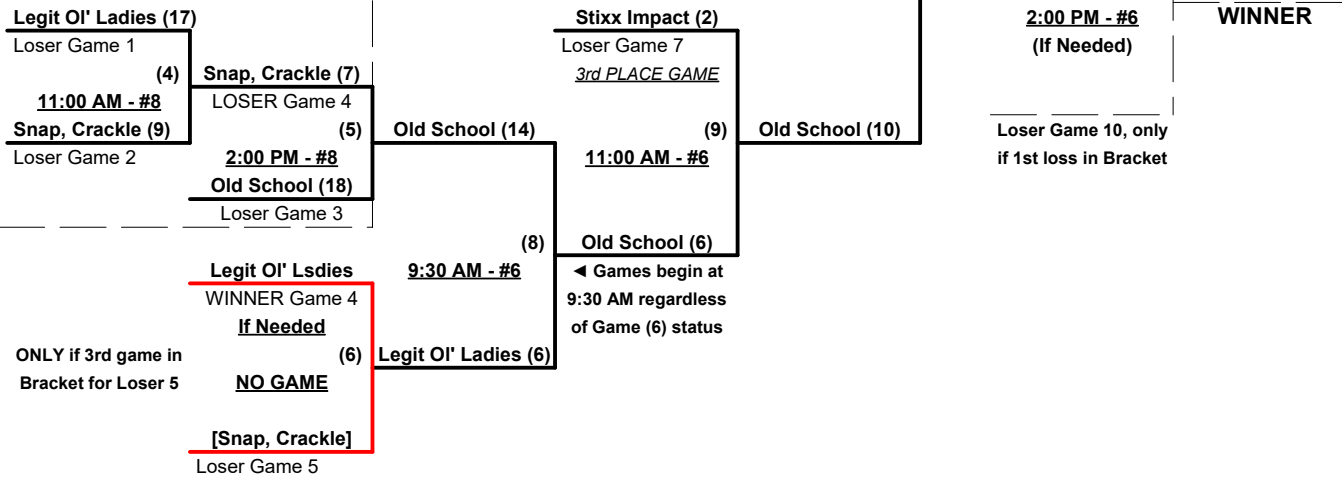 Legit Ol' Ladies (17)
Loser Game 1
(4)
11:00 AM - #8
Snap, Crackle (9)
Loser Game 2
Snap, Crackle (7)
LOSER Game 4
(5)
2:00 PM - #8
Old School (18)
Loser Game 3
Old School (14)
(8)
9:30 AM - #6
Legit Ol' Lsdies
WINNER Game 4
If Needed
ONLY if 3rd game in
Bracket for Loser 5
(6)
NO GAME
Legit Ol' Ladies (6)
[Snap, Crackle]
Loser Game 5
Stixx Impact (2)
Loser Game 7
3rd PLACE GAME
(9)
11:00 AM - #6
Old School (10)
Old School (6)
◄ Games begin at
9:30 AM regardless
of Game (6) status
2:00 PM - #6
(If Needed)
Loser Game 10, only
if 1st loss in Bracket
WINNER